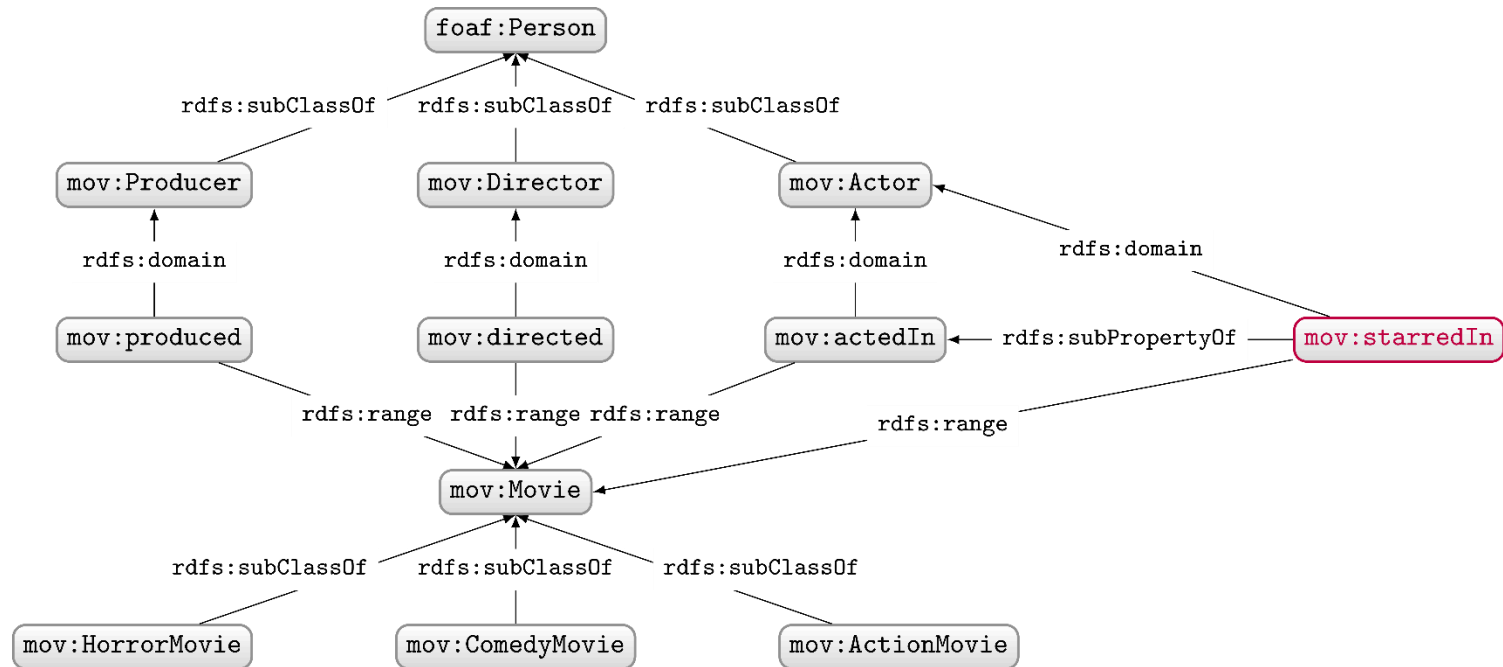 foaf:Person
rdfs:subClassOf rdfs:subClassOf rdfs:subClassOf
mov:Producer mov:Director mov:Actor
rdfs:domain rdfs:domain rdfs:domain rdfs:domain
mov:produced mov:directed mov:actedIn rdfs:subPropertyOf mov:starredIn
rdfs:range rdfs:range rdfs:range rdfs:range
mov:Movie
rdfs:subClassOf rdfs:subClassOf rdfs:subClassOf
mov:HorrorMovie mov:ComedyMovie mov:ActionMovie